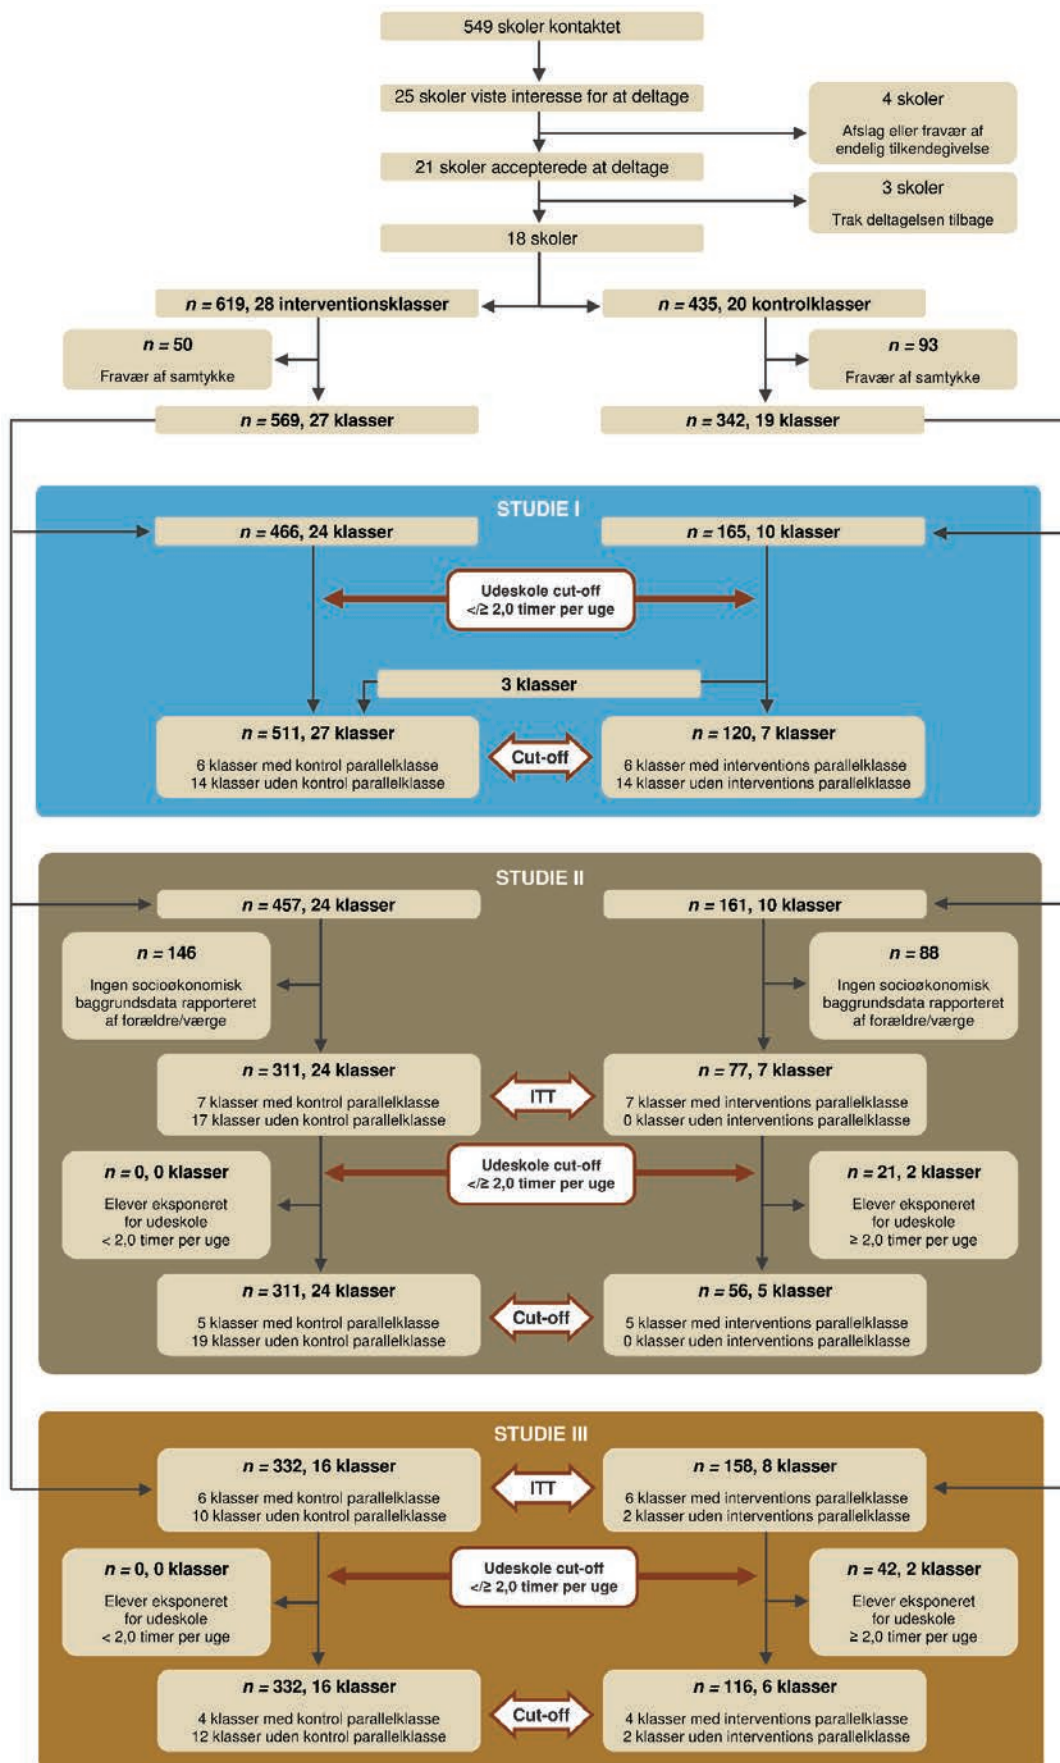 549 skoler kontaktet
25 skoler viste interesse for at deltage
4 skoler
Afslag eller fravær af
endelig tilkendegivelse
21 skoler accepterede at deltage
3 skoler
Trak deltagelsen tilbage
18 skoler
n = 619, 28 interventionsklasser
n = 435, 20 kontrolklasser
n = 50
Fravær af samtykke
n = 93
Fravær af samtykke
n = 569, 27 klasser
n = 342, 19 klasser
STUDIE I
n = 466, 24 klasser
n = 165, 10 klasser
Udeskole cut-off
</≥ 2,0 timer per uge
3 klasser
n = 511, 27 klasser
6 klasser med kontrol parallelklasse
14 klasser uden kontrol parallelklasse
Cut-off
n = 120, 7 klasser
6 klasser med interventions parallelklasse
14 klasser uden interventions parallelklasse
STUDIE II
n = 457, 24 klasser
n = 161, 10 klasser
n = 146
Ingen socioøkonomisk
baggrundsdata rapporteret
af forældre/værge
n = 88
Ingen socioøkonomisk
baggrundsdata rapporteret
af forældre/værge
n = 311, 24 klasser
7 klasser med kontrol parallelklasse
17 klasser uden kontrol parallelklasse
ITT
n = 77, 7 klasser
7 klasser med interventions parallelklasse
0 klasser uden interventions parallelklasse
Udeskole cut-off
</≥ 2,0 timer per uge
n = 0, 0 klasser
Elever eksponeret
for udeskole
< 2,0 timer per uge
n = 21, 2 klasser
Elever eksponeret
for udeskole
≥ 2,0 timer per uge
n = 311, 24 klasser
5 klasser med kontrol parallelklasse
19 klasser uden kontrol parallelklasse
Cut-off
n = 56, 5 klasser
5 klasser med interventions parallelklasse
0 klasser uden interventions parallelklasse
STUDIE III
n = 332, 16 klasser
6 klasser med kontrol parallelklasse
10 klasser uden kontrol parallelklasse
ITT
n = 158, 8 klasser
6 klasser med interventions parallelklasse
2 klasser uden interventions parallelklasse
Udeskole cut-off
</≥ 2,0 timer per uge
n = 0, 0 klasser
Elever eksponeret
for udeskole
< 2,0 timer per uge
n = 42, 2 klasser
Elever eksponeret
for udeskole
≥ 2,0 timer per uge
n = 332, 16 klasser
4 klasser med kontrol parallelklasse
12 klasser uden kontrol parallelklasse
Cut-off
n = 116, 6 klasser
4 klasser med interventions parallelklasse
2 klasser uden interventions parallelklasse